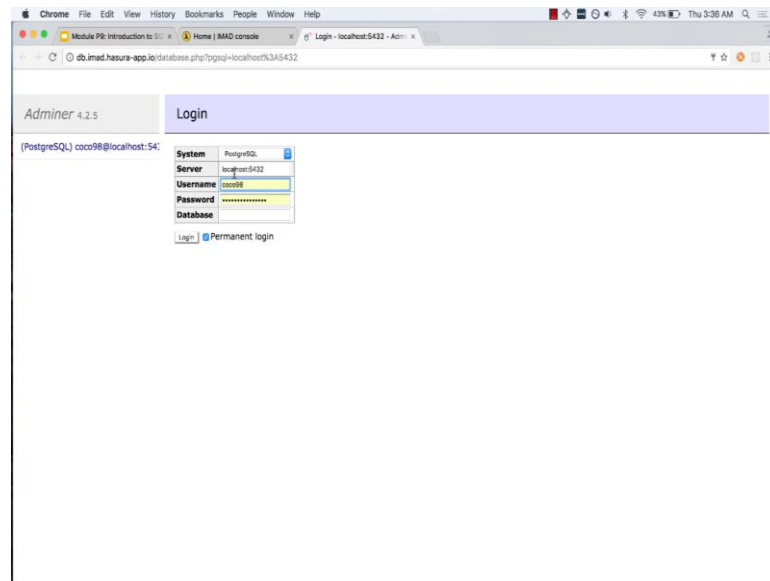 Chrome File Edit View History Bookmarks People Window Help 43% Thu 3:36 AM
Module P9: Introduction to SQ Home | IMAD console Login - localhost:5432 - Admi
db.imad.hasura-app.io/database.php?pgsql=localhost%3A5432
Adminer 4.2.5 Login
(PostgreSQL) coco98@localhost:543
System PostgreSQL
Server localhost:5432
Username coco98
Password ••••••••••••••
Database
Login Permanent login